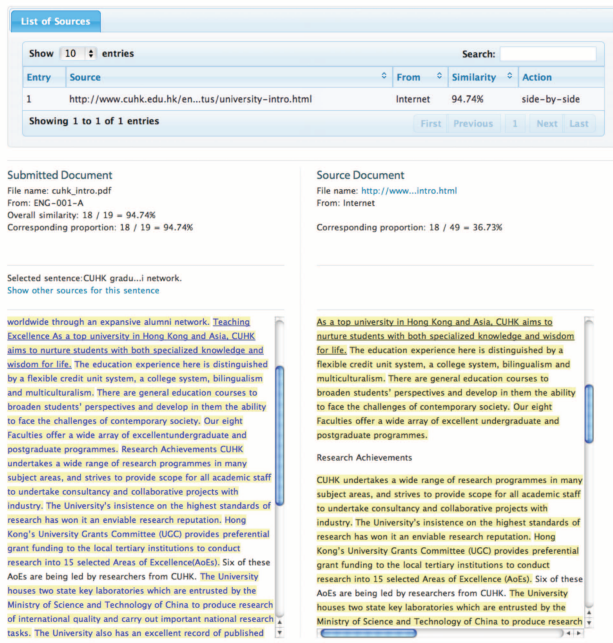 List of Sources
Show 10 entries
Search:
Entry Source From Similarity Action
1 http://www.cuhk.edu.hk/en...tus/university-intro.html Internet 94.74% side-by-side
Showing 1 to 1 of 1 entries
First Previous 1 Next Last
Submitted Document
File name: cuhk_intro.pdf
From: ENG-001-A
Overall similarity: 18 / 19 = 94.74%
Corresponding proportion: 18 / 19 = 94.74%
Source Document
File name: http://www...intro.html
From: Internet
Corresponding proportion: 18 / 49 = 36.73%
Selected sentence:CUHK gradu...i network.
Show other sources for this sentence
worldwide through an expansive alumni network. Teaching
Excellence As a top university in Hong Kong and Asia, CUHK
aims to nurture students with both specialized knowledge and
wisdom for life. The education experience here is distinguished
by a flexible credit unit system, a college system, bilingualism
and multiculturalism. There are general education courses to
broaden students' perspectives and develop in them the ability
to face the challenges of contemporary society. Our eight
Faculties offer a wide array of excellentundergraduate and
postgraduate programmes. Research Achievements CUHK
undertakes a wide range of research programmes in many
subject areas, and strives to provide scope for all academic staff
to undertake consultancy and collaborative projects with
industry. The University's insistence on the highest standards of
research has won it an enviable research reputation. Hong
Kong's University Grants Committee (UGC) provides preferential
grant funding to the local tertiary institutions to conduct
research into 15 selected Areas of Excellence(AoEs). Six of these
AoEs are being led by researchers from CUHK. The University
houses two state key laboratories which are entrusted by the
Ministry of Science and Technology of China to produce research
of international quality and carry out important national research
tasks. The University also has an excellent record of published
As a top university in Hong Kong and Asia, CUHK aims to
nurture students with both specialized knowledge and wisdom
for life. The education experience here is distinguished by a
flexible credit unit system, a college system, bilingualism and
multiculturalism. There are general education courses to
broaden students' perspectives and develop in them the ability
to face the challenges of contemporary society. Our eight
Faculties offer a wide array of excellent undergraduate and
postgraduate programmes.
Research Achievements
CUHK undertakes a wide range of research programmes in many
subject areas, and strives to provide scope for all academic staff
to undertake consultancy and collaborative projects with
industry. The University's insistence on the highest standards of
research has won it an enviable research reputation. Hong
Kong's University Grants Committee (UGC) provides preferential
grant funding to the local tertiary institutions to conduct
research into 15 selected Areas of Excellence (AoEs). Six of these
AoEs are being led by researchers from CUHK. The University
houses two state key laboratories which are entrusted by the
Ministry of Science and Technology of China to produce research